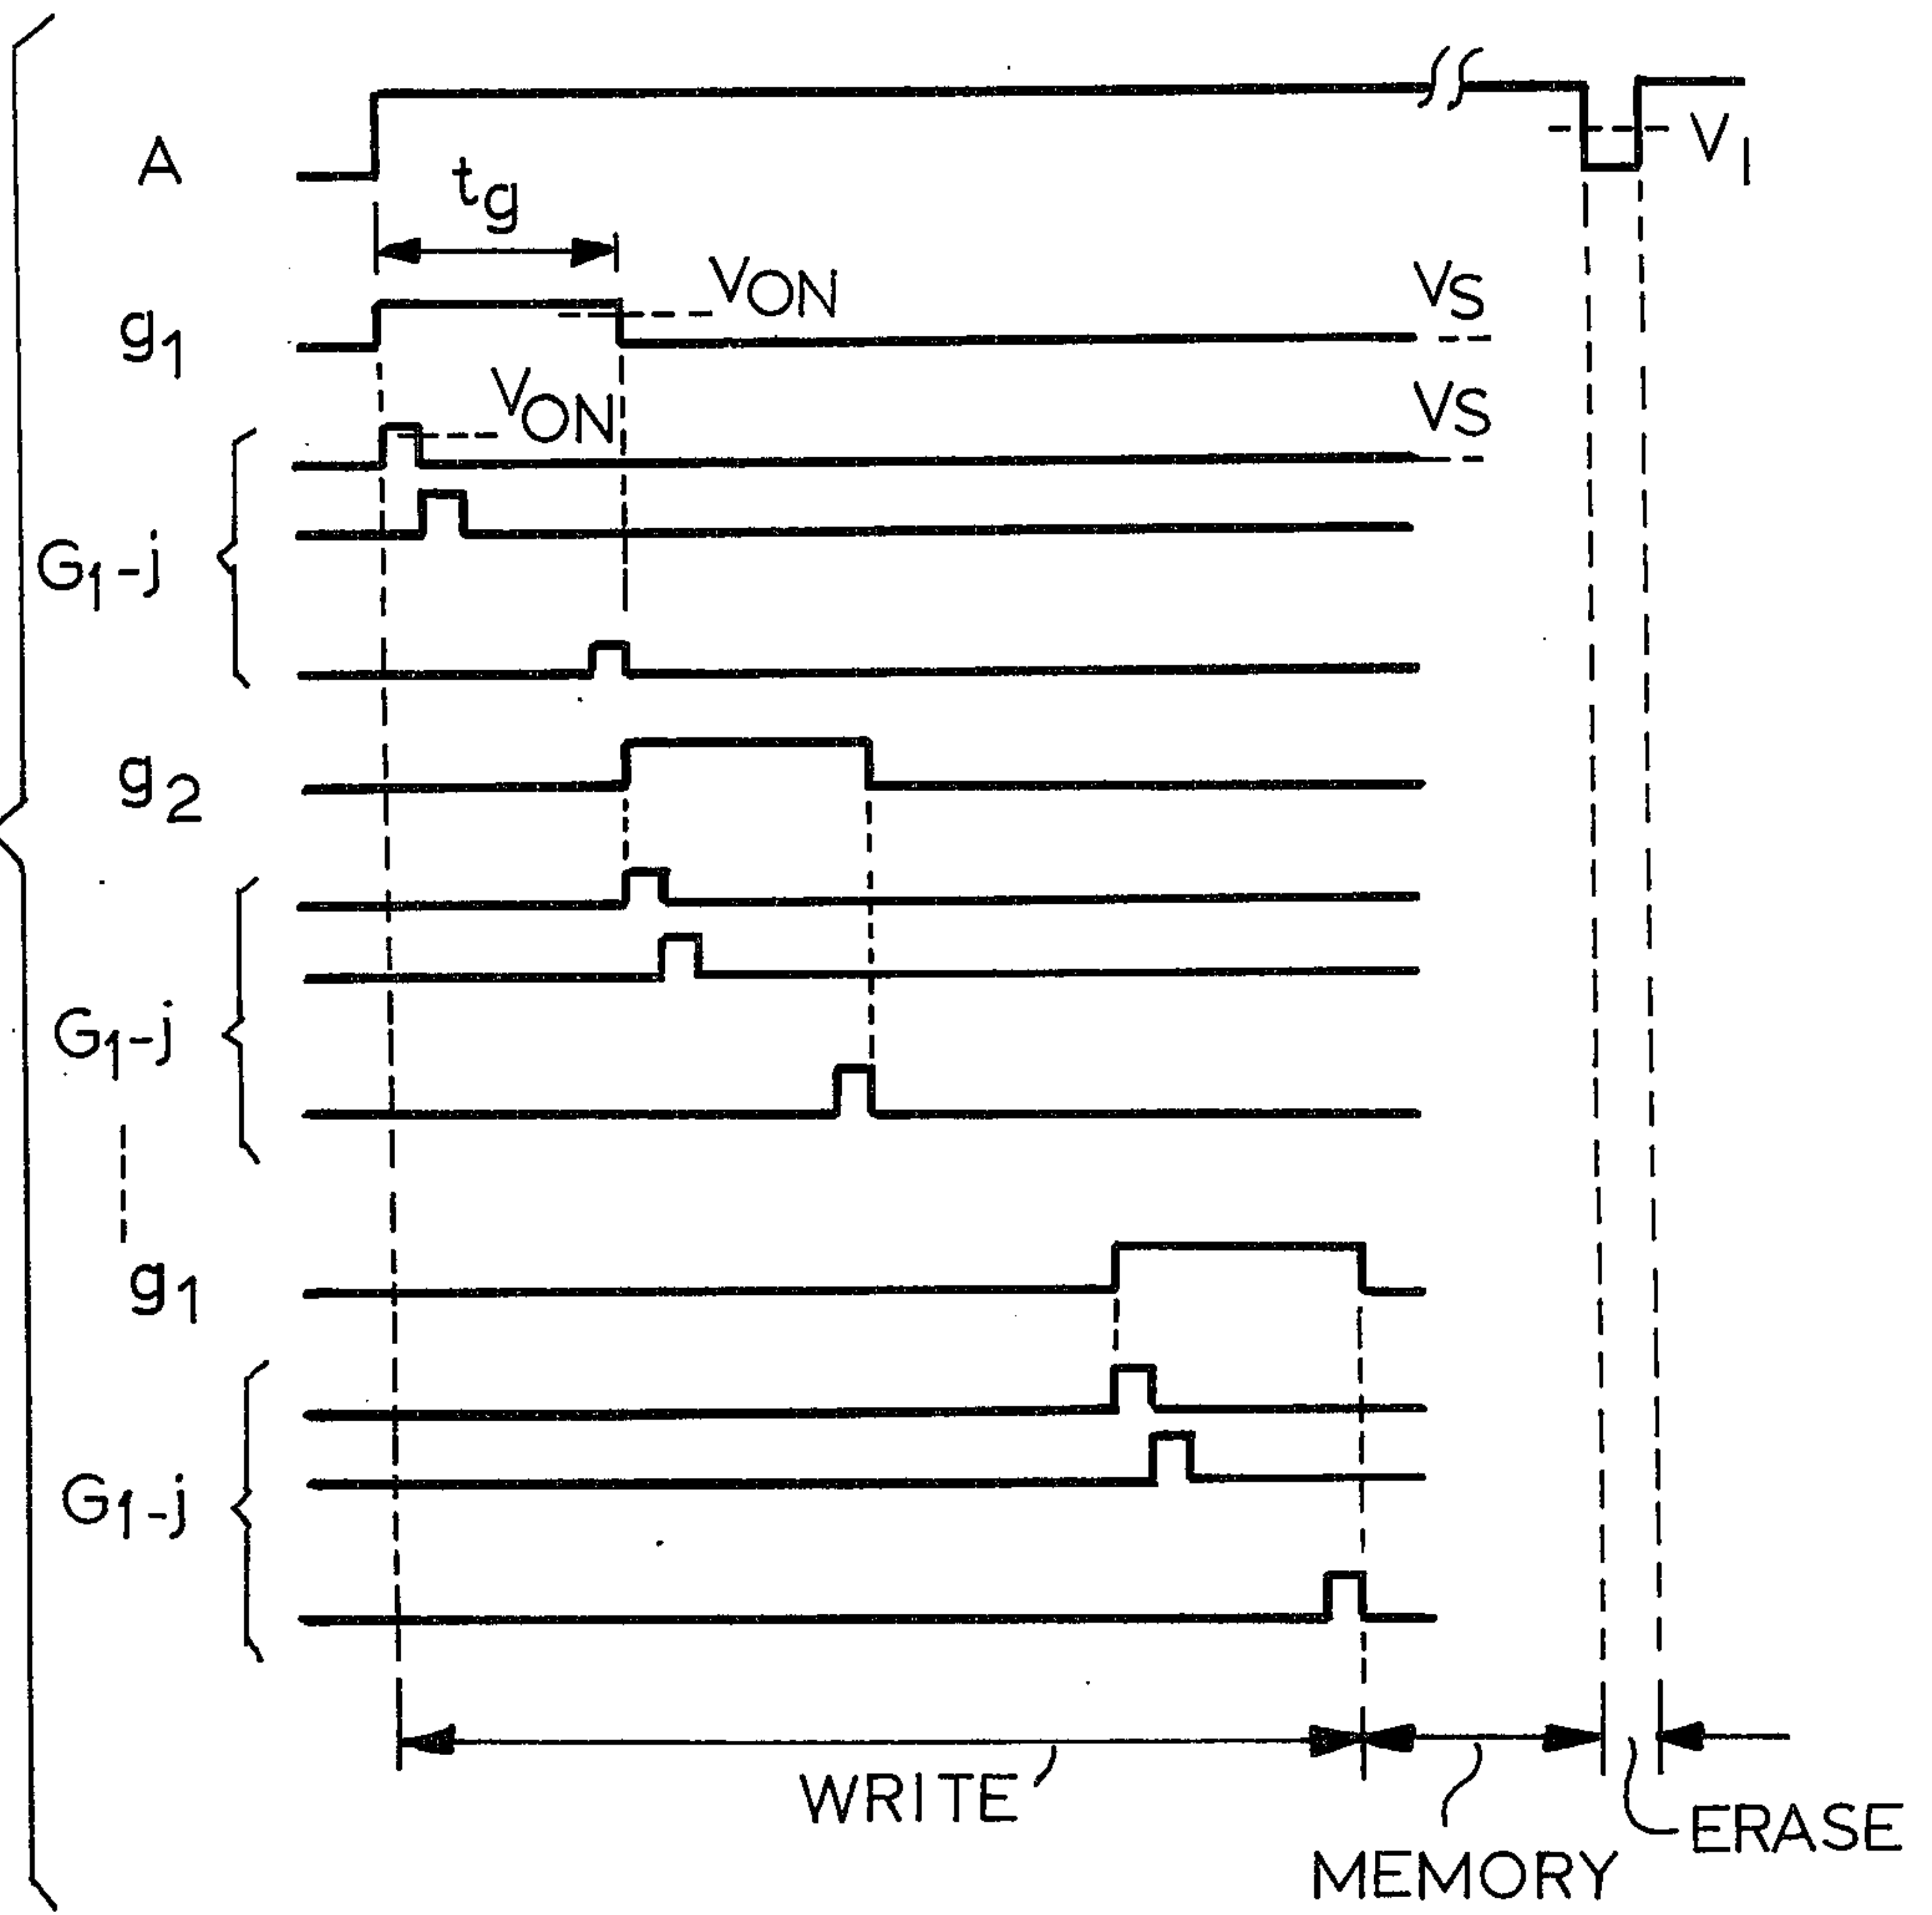 A
V1
tg
g1
VON
VS
VON
VS
G1-j
g2
G1-j
g1
G1-j
WRITE
MEMORY
ERASE